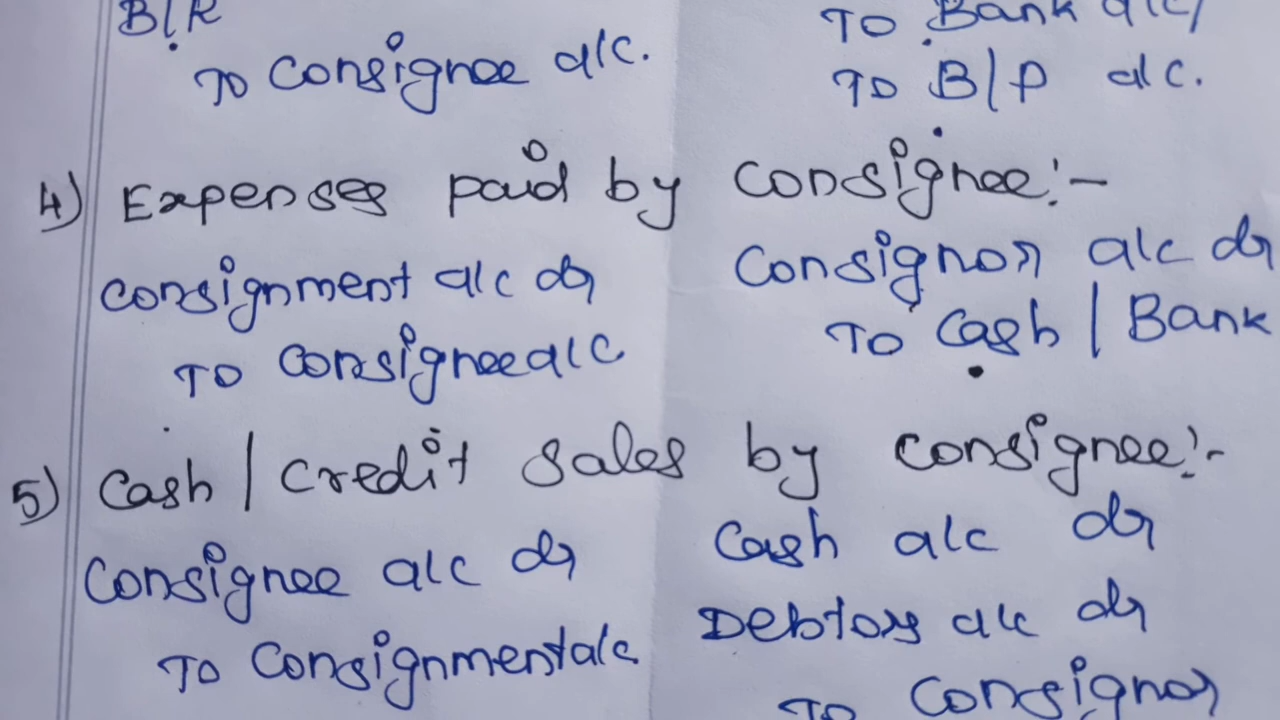 B/R
To Bank a/c/
To Consignee a/c.
To B/P a/c.
4) Expenses paid by Consignee:-
Consignment a/c dr
Consignor a/c dr
To Consignee a/c
To Cash / Bank
5) Cash / Credit Sales by Consignee:-
Consignee a/c dr
Cash a/c dr
To Consignment a/c
Debtors a/c dr
To Consignor